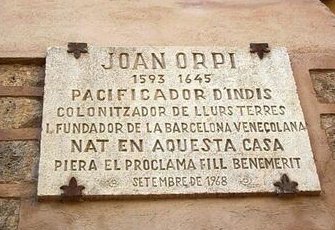 JOAN ORPI
1593 1645
PACIFICADOR D'INDIS
COLONITZADOR DE LLURS TERRES
I FUNDADOR DE LA BARCELONA VENEÇOLANA
NAT EN AQUESTA CASA
PIERA EL PROCLAMA FILL BENEMERIT
SETEMBRE DE 1968